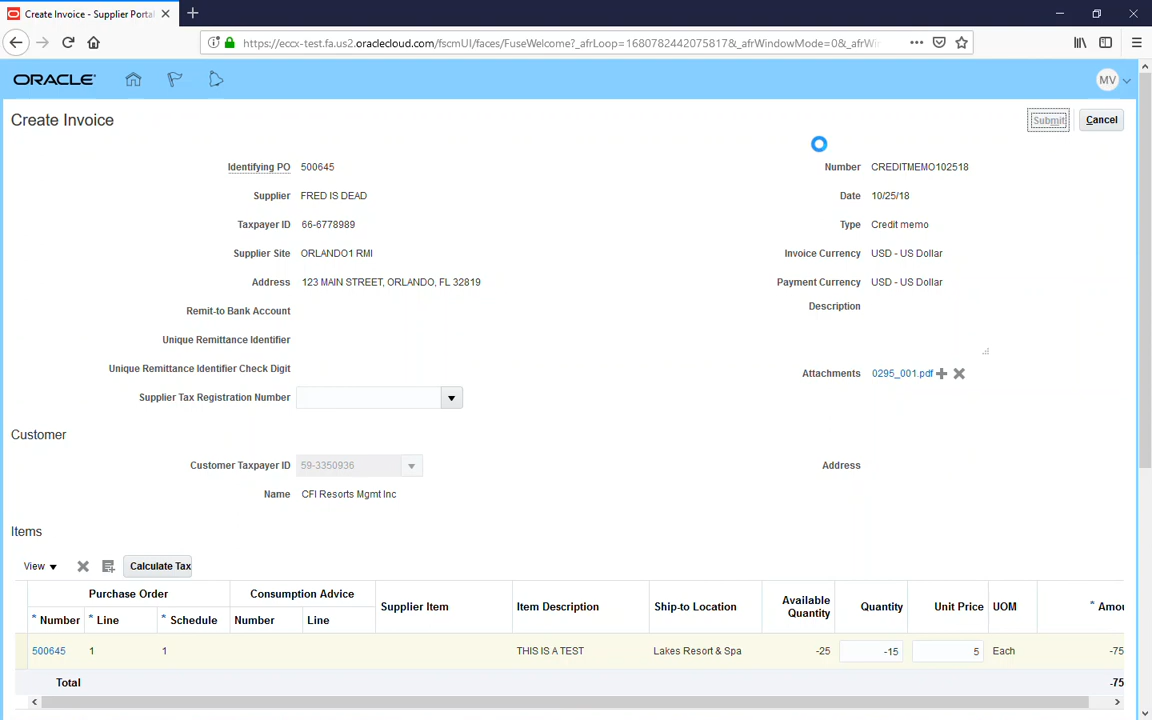 Create Invoice - Supplier Portal
https://eccx-test.fa.us2.oraclecloud.com/fscmUI/faces/FuseWelcome?_afrLoop=1680782442075817&_afrWindowMode=0&_afrWi
ORACLE
MV
Create Invoice
Submit
Cancel
Identifying PO 500645
Number CREDITMEMO102518
Supplier FRED IS DEAD
Date 10/25/18
Taxpayer ID 66-6778989
Type Credit memo
Supplier Site ORLANDO1 RMI
Invoice Currency USD - US Dollar
Address 123 MAIN STREET, ORLANDO, FL 32819
Payment Currency USD - US Dollar
Remit-to Bank Account
Description
Unique Remittance Identifier
Unique Remittance Identifier Check Digit
Attachments 0295_001.pdf
Supplier Tax Registration Number
Customer
Customer Taxpayer ID 59-3350936
Address
Name CFI Resorts Mgmt Inc
Items
View Calculate Tax
Purchase Order Consumption Advice Supplier Item Item Description Ship-to Location Available Quantity Quantity Unit Price UOM * Amou
* Number * Line * Schedule Number Line
500645 1 1 THIS IS A TEST Lakes Resort & Spa -25 -15 5 Each -75
Total -75